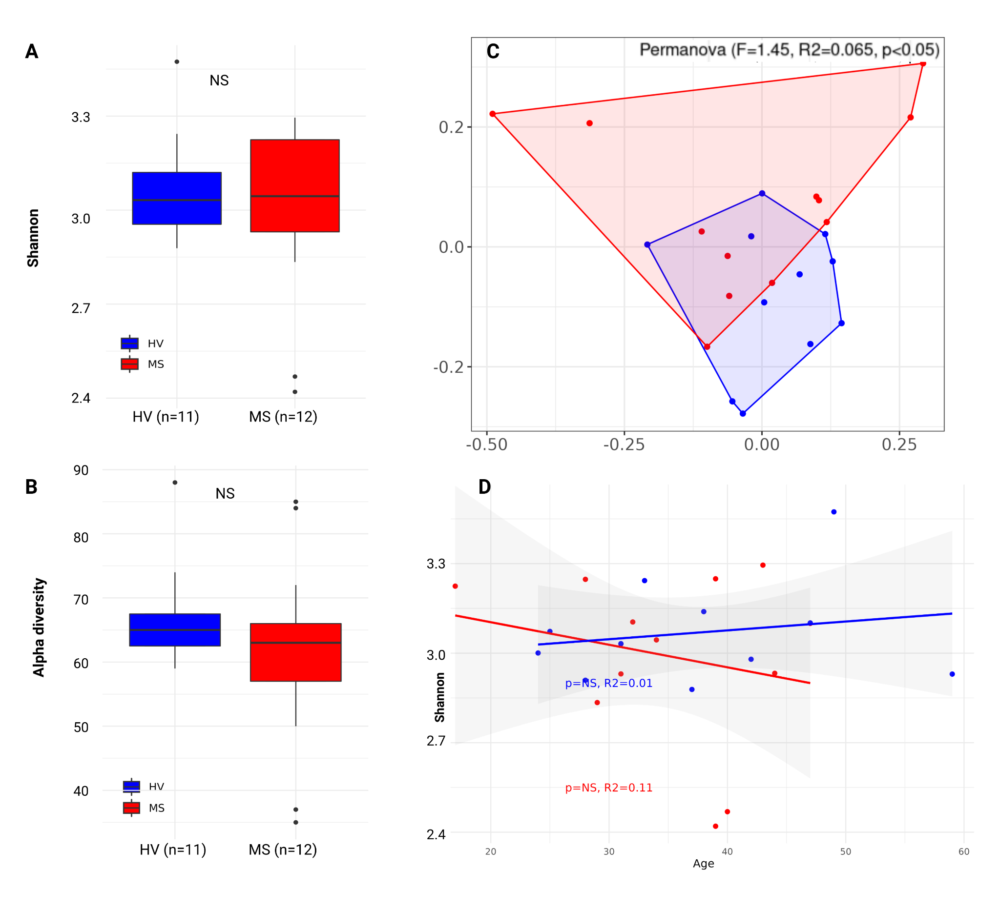 A
NS
3.3
3.0
2.7
2.4
Shannon
HV
MS
HV (n=11)
MS (n=12)
C
Permanova (F=1.45, R2=0.065, p<0.05)
0.2
0.0
-0.2
-0.50
-0.25
0.00
0.25
B
NS
90
80
70
60
50
40
Alpha diversity
HV
MS
HV (n=11)
MS (n=12)
D
3.3
3.0
2.7
2.4
Shannon
p=NS, R2=0.01
p=NS, R2=0.11
20
30
40
50
60
Age